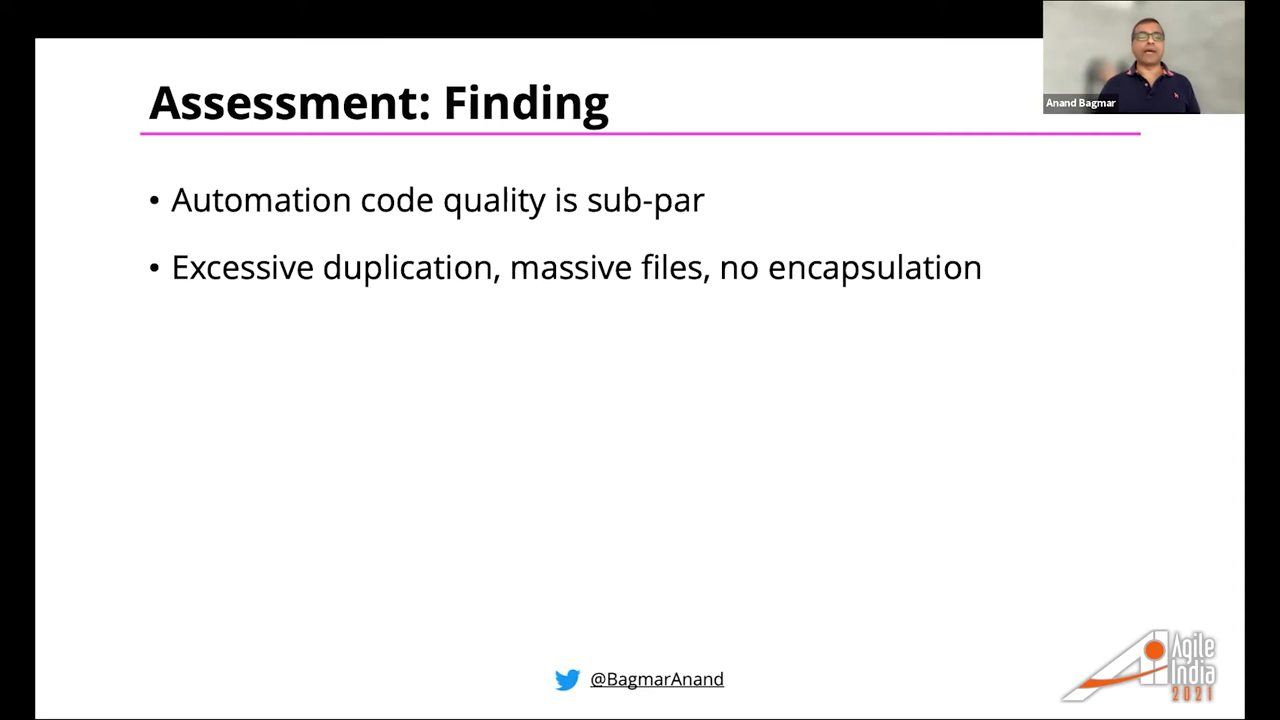 Assessment: Finding
Anand Bagmar
• Automation code quality is sub-par
• Excessive duplication, massive files, no encapsulation
@BagmarAnand
Agile
India
2021